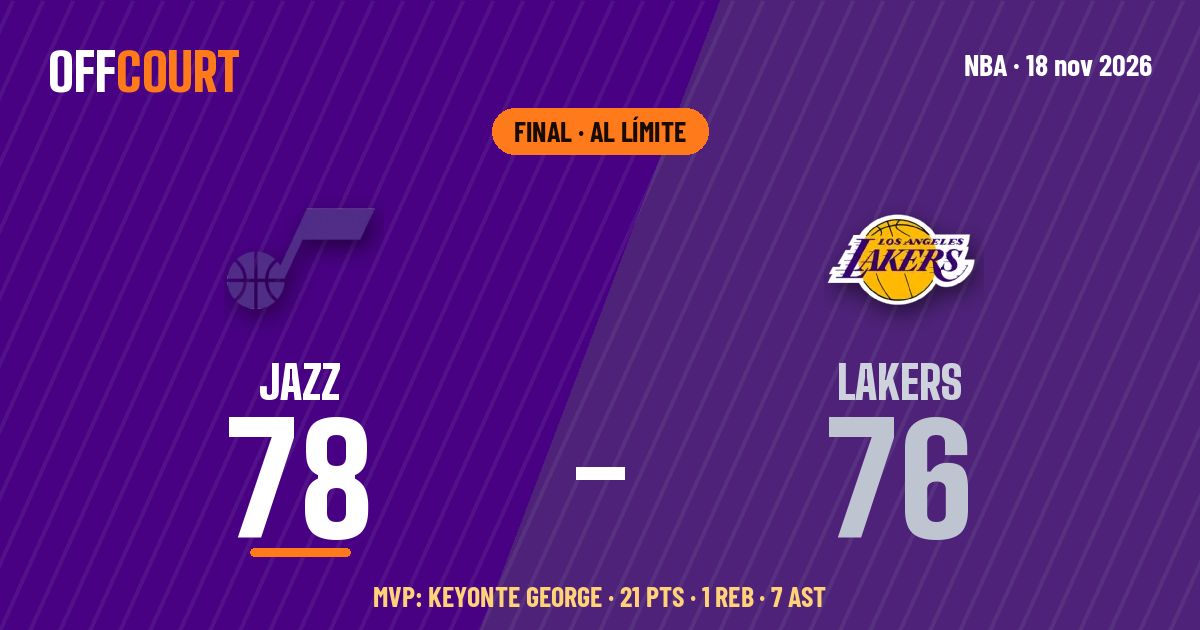 OFFCOURT
NBA · 18 nov 2026
FINAL · AL LÍMITE
LOS ANGELES
LAKERS
JAZZ
LAKERS
78
–
76
MVP: KEYONTE GEORGE · 21 PTS · 1 REB · 7 AST